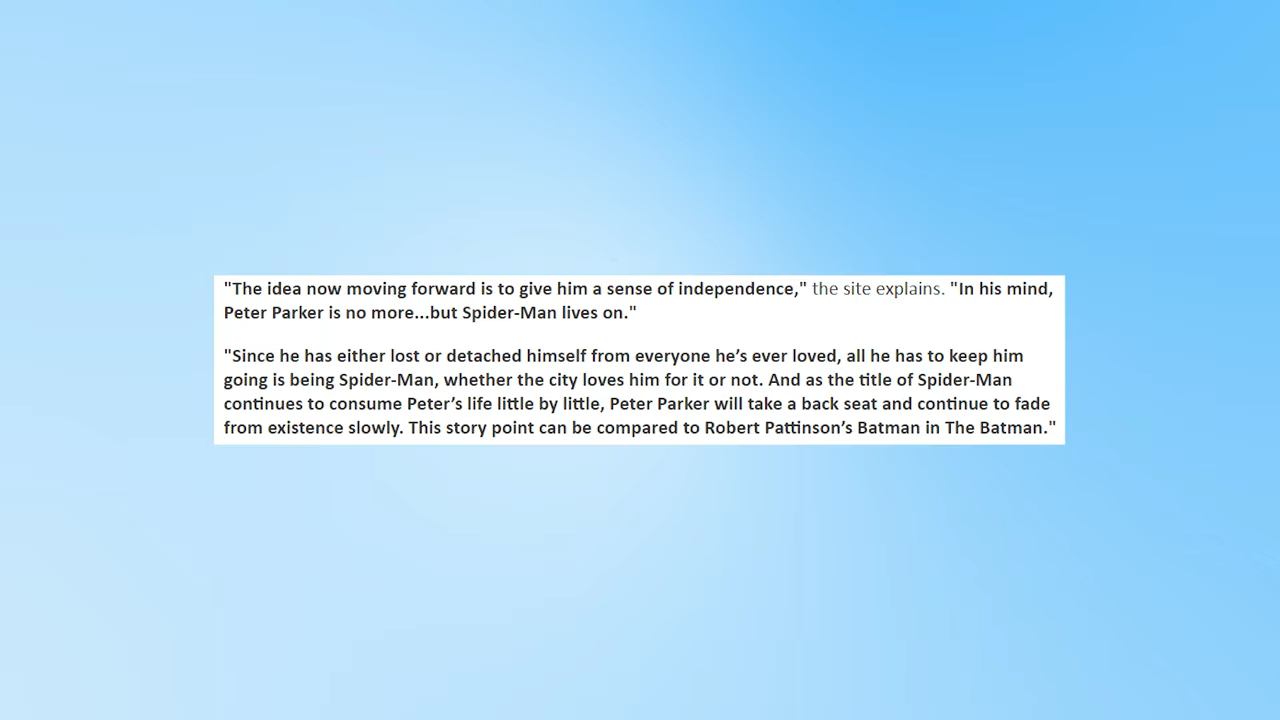 "The idea now moving forward is to give him a sense of independence," the site explains. "In his mind,
Peter Parker is no more...but Spider-Man lives on."
"Since he has either lost or detached himself from everyone he’s ever loved, all he has to keep him
going is being Spider-Man, whether the city loves him for it or not. And as the title of Spider-Man
continues to consume Peter’s life little by little, Peter Parker will take a back seat and continue to fade
from existence slowly. This story point can be compared to Robert Pattinson’s Batman in The Batman."